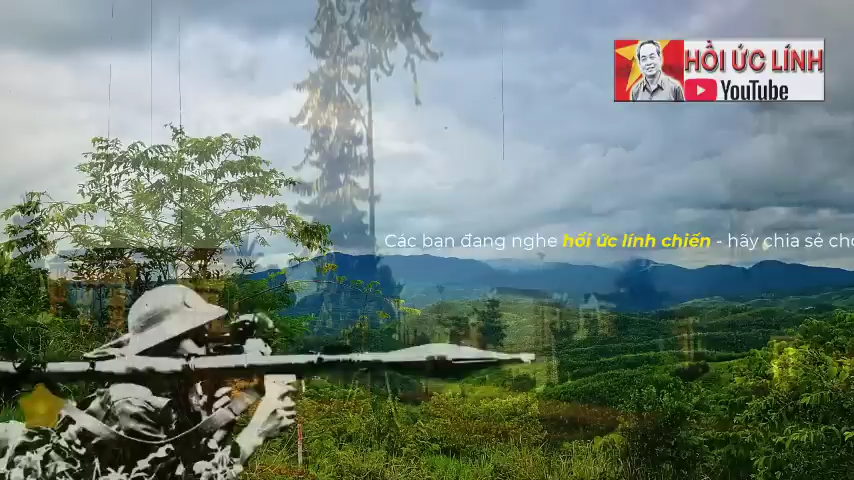 HỒI ỨC LÍNH
YouTube
Các bạn đang nghe hồi ức lính chiến - hãy chia sẻ cho